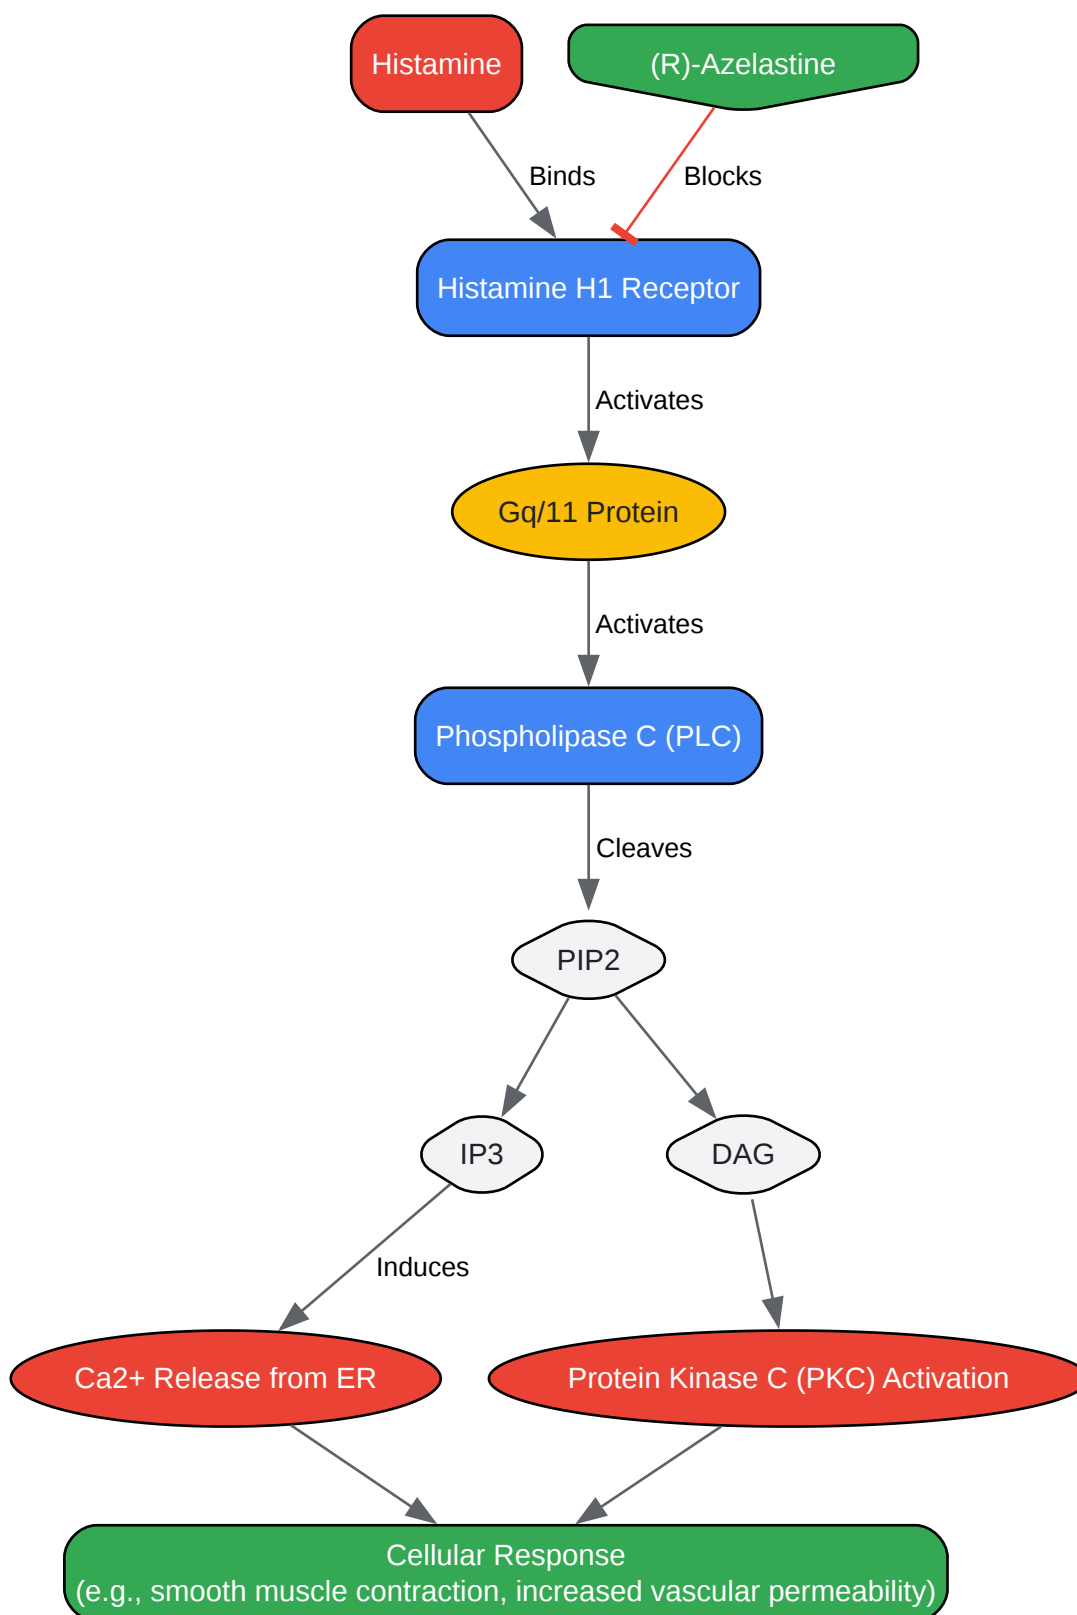 Histamine
(R)-Azelastine
Binds
Blocks
Histamine H1 Receptor
Activates
Gq/11 Protein
Activates
Phospholipase C (PLC)
Cleaves
PIP2
IP3
DAG
Induces
Ca2+ Release from ER
Protein Kinase C (PKC) Activation
Cellular Response
(e.g., smooth muscle contraction, increased vascular permeability)